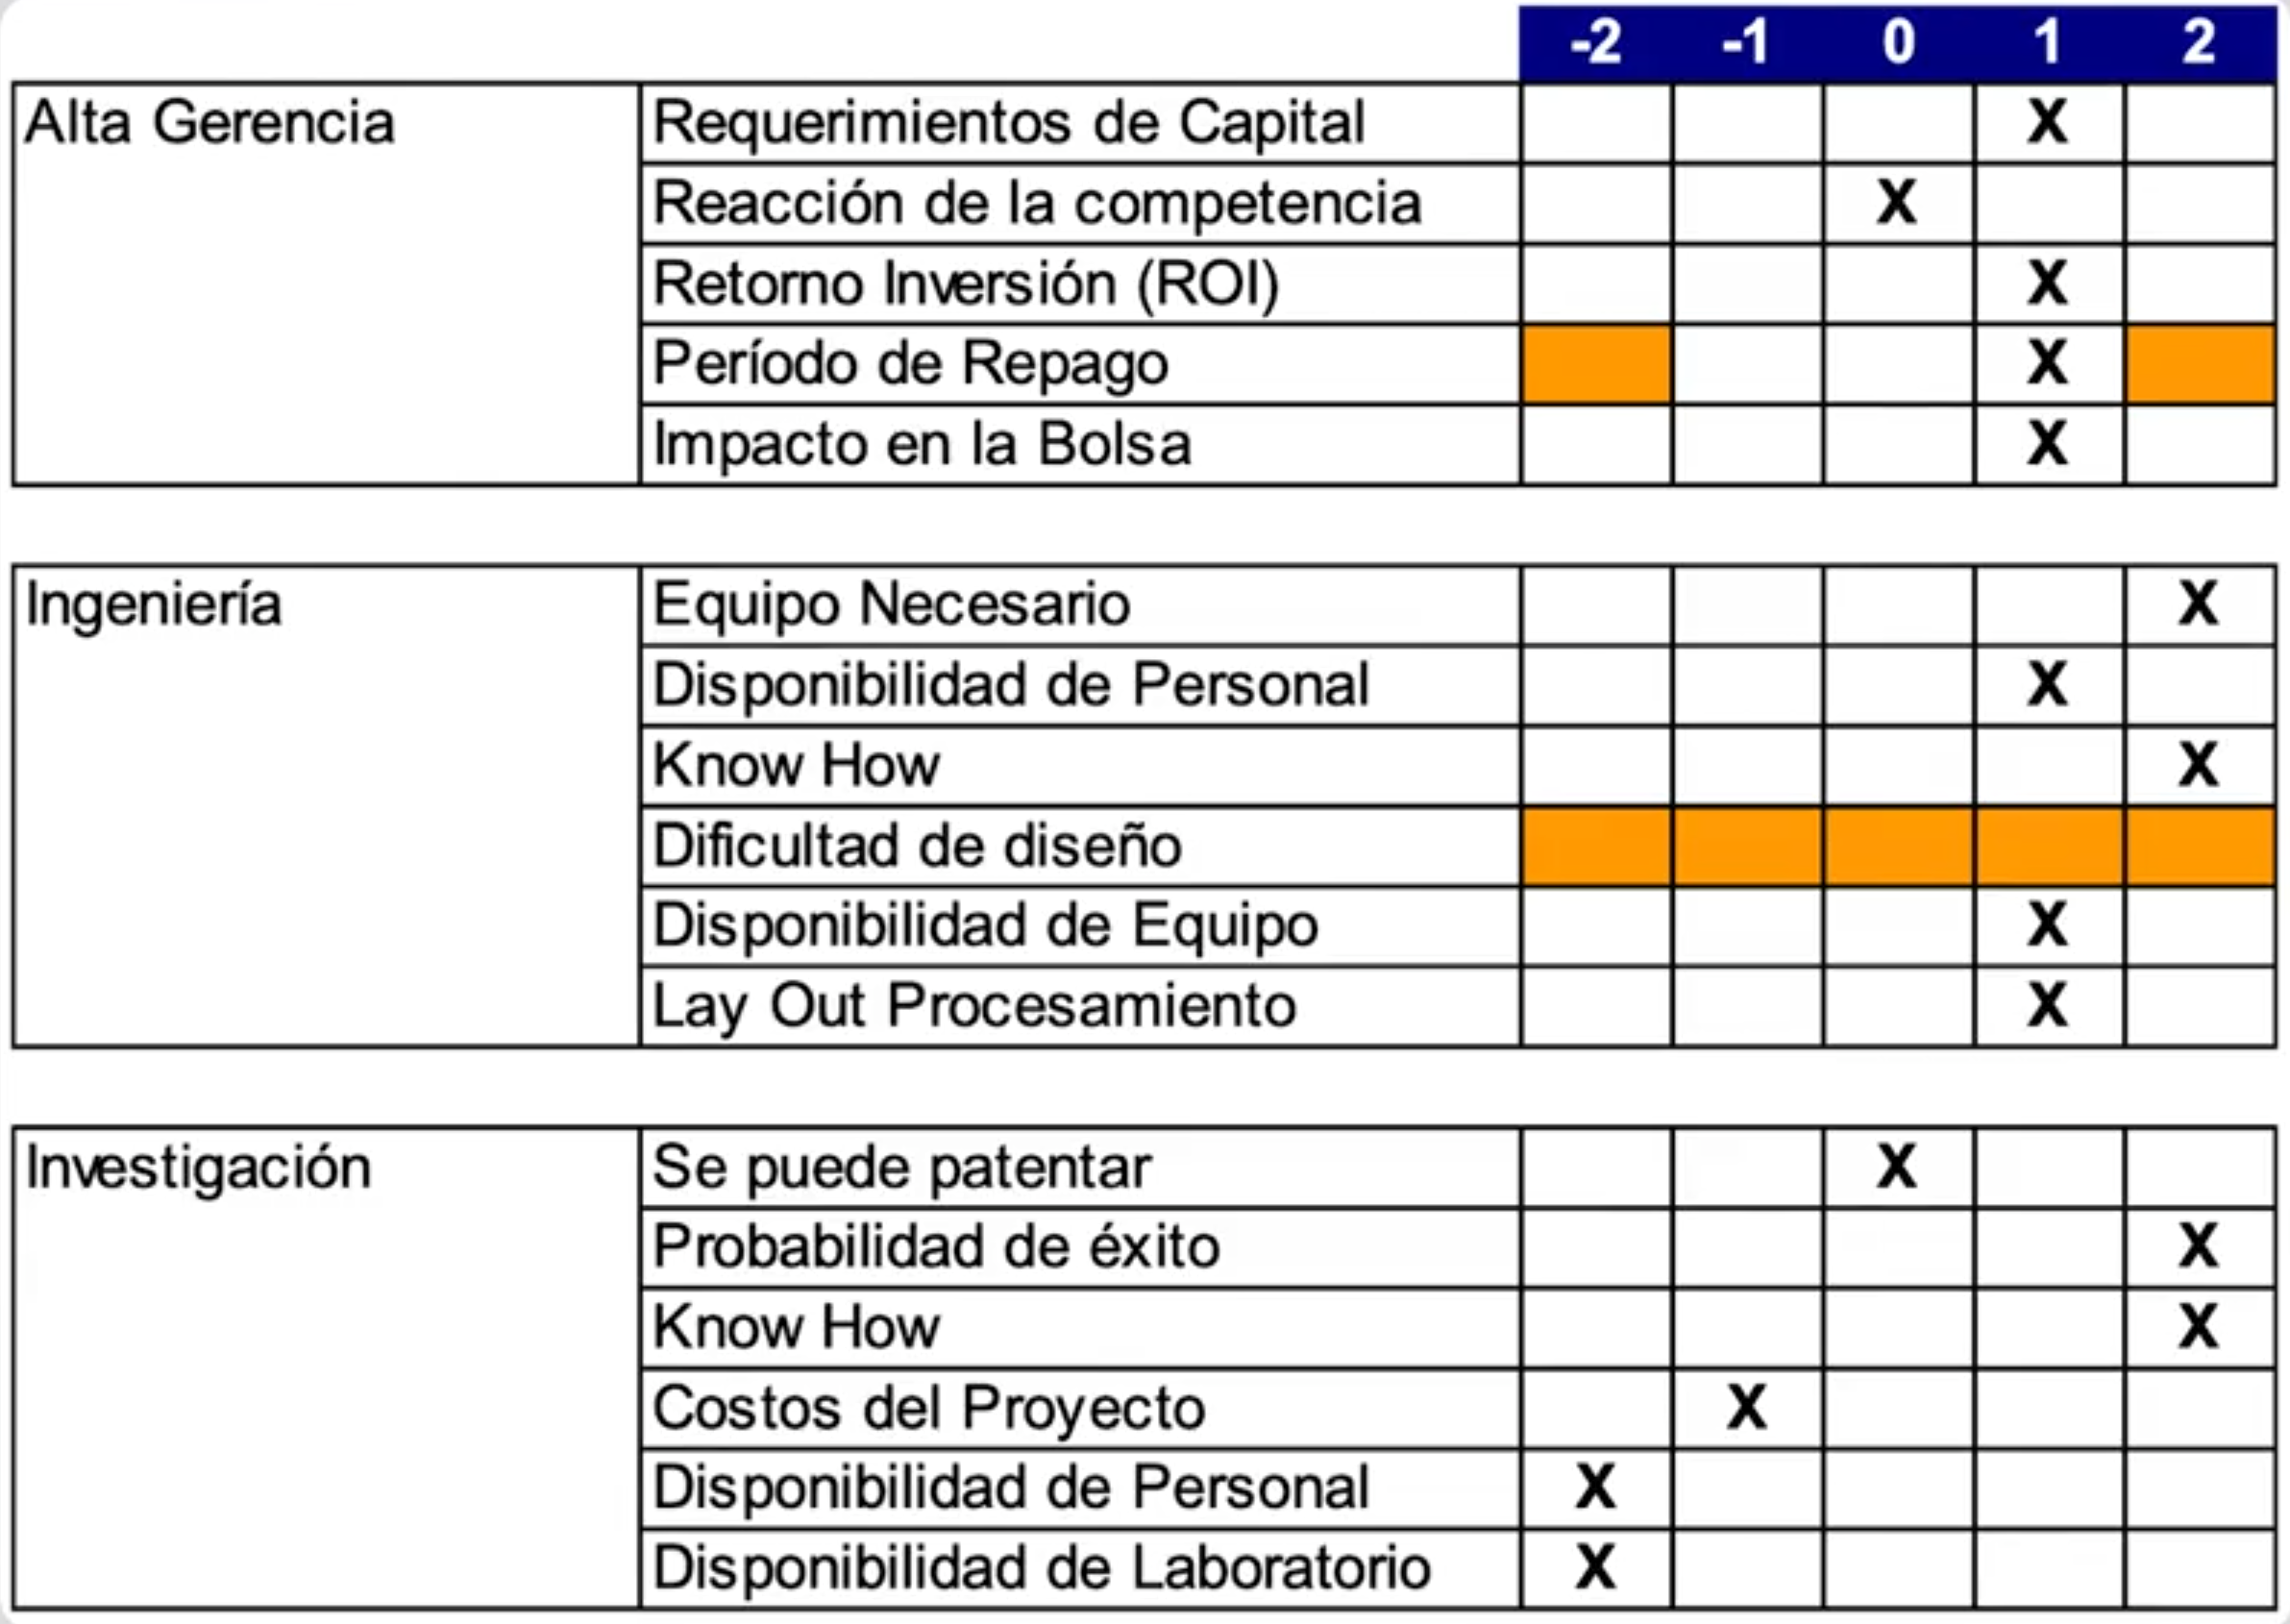 -2 -1 0 1 2
Alta Gerencia Requerimientos de Capital X
Reacción de la competencia X
Retorno Inversión (ROI) X
Período de Repago X
Impacto en la Bolsa X
Ingeniería Equipo Necesario X
Disponibilidad de Personal X
Know How X
Dificultad de diseño
Disponibilidad de Equipo X
Lay Out Procesamiento X
Investigación Se puede patentar X
Probabilidad de éxito X
Know How X
Costos del Proyecto X
Disponibilidad de Personal X
Disponibilidad de Laboratorio X